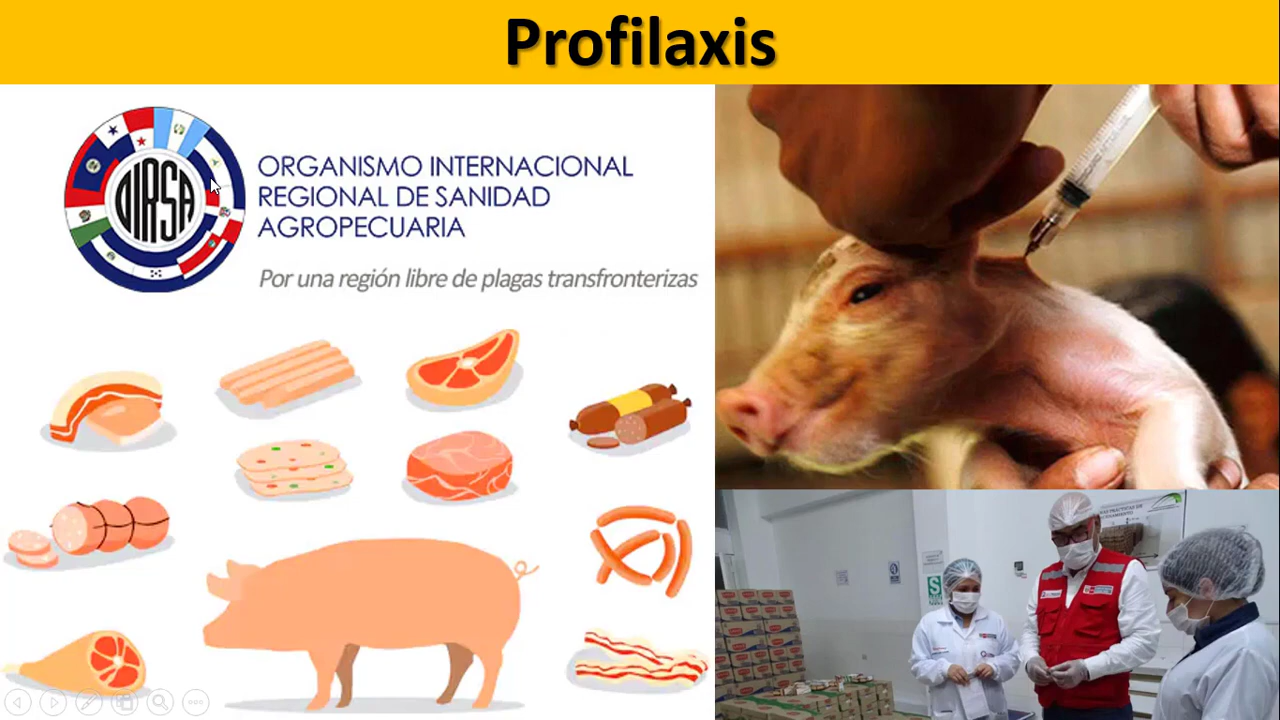 Profilaxis
OIRSA
ORGANISMO INTERNACIONAL
REGIONAL DE SANIDAD
AGROPECUARIA
Por una región libre de plagas transfronterizas
S